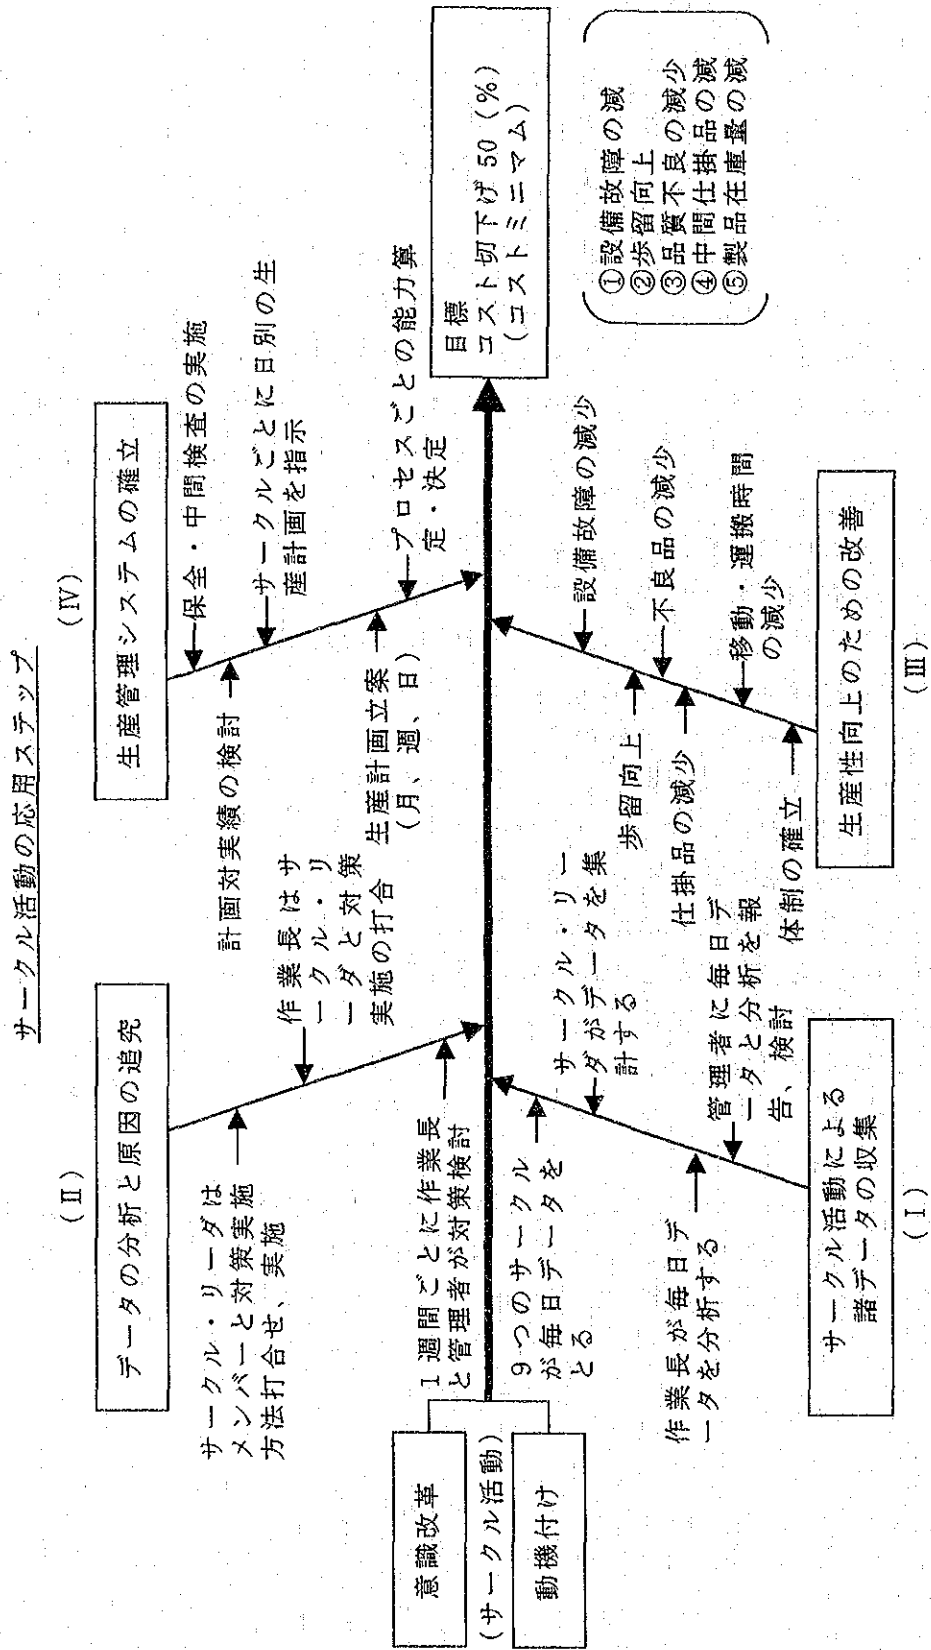 サークル活動の応用ステップ
(Ⅱ)
データの分析と原因の追究
サークル・リーダは
メンバーと対策実施
方法打合せ、実施
作業長はサ
ークル・リ
ーダと対策
実施の打合
1週間ごとに作業長
と管理者が対策検討
(Ⅳ)
生産管理システムの確立
保全・中間検査の実施
計画対実績の検討
サークルごとに日別の生
産計画を指示
生産計画立案
(月、週、日)
プロセスごとの能力算
定・決定
意識改革
(サークル活動)
動機付け
目標
コスト切下げ50(%)
(コストミニマム)
①設備故障の減
②歩留向上
③品質不良の減少
④中間仕掛品の減
⑤製品在庫量の減
9つのサークル
が毎日データを
とる
サークル・リー
ダがデータを集
計する
作業長が毎日デ
ータを分析する
管理者に毎日デ
ータと分析を報
告、検討
サークル活動による
諸データの収集
(Ⅰ)
設備故障の減少
歩留向上
不良品の減少
仕掛品の減少
移動・運搬時間
の減少
体制の確立
生産性向上のための改善
(Ⅲ)